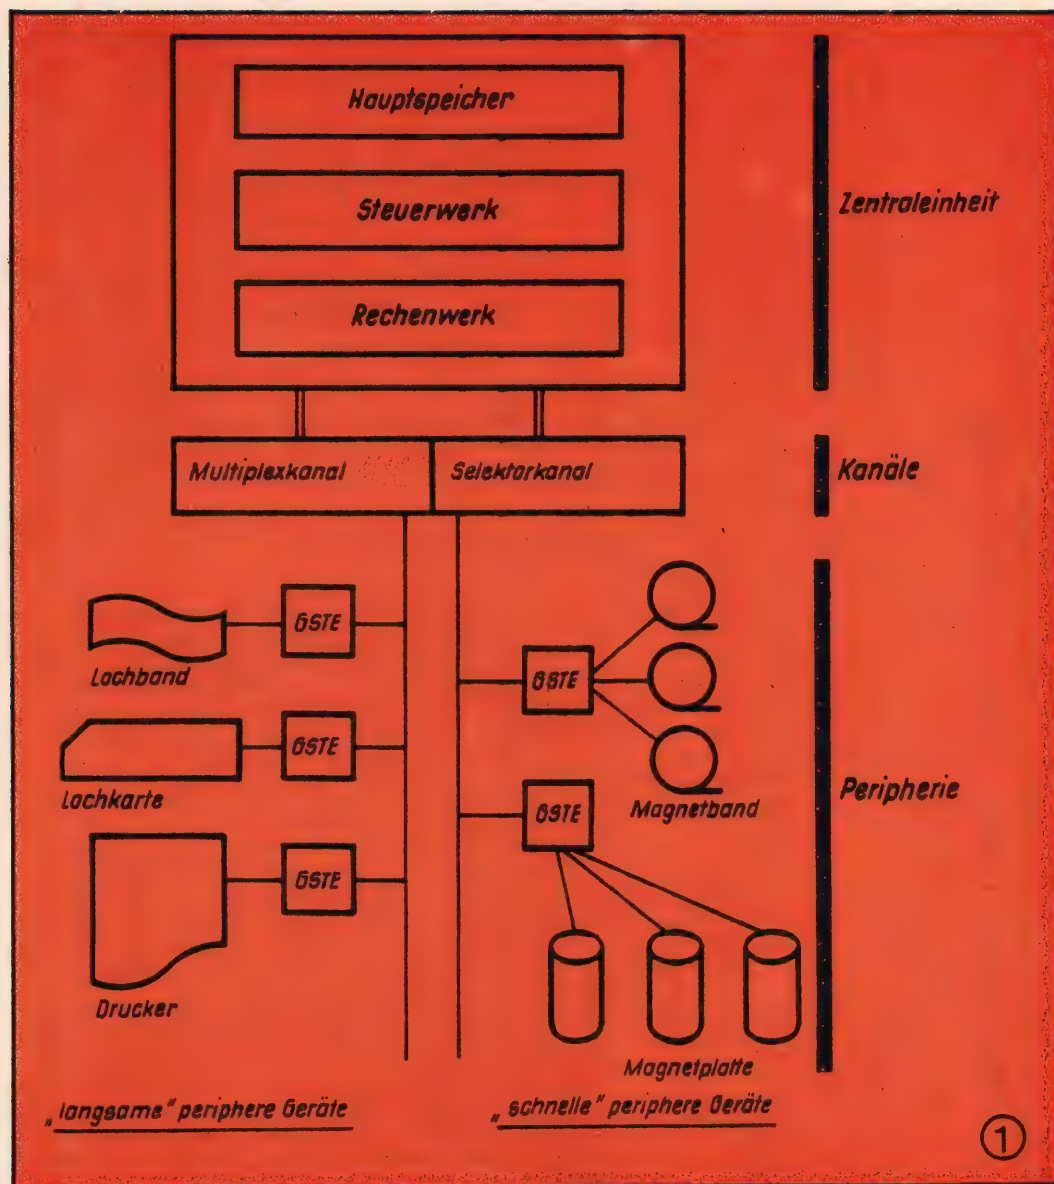 Hauptspeicher
Steuerwerk
Rechenwerk
Zentraleinheit
Multiplexkanal
Selektorkanal
Kanäle
Lochband
GSTE
Lochkarte
GSTE
Drucker
GSTE
GSTE
Magnetband
GSTE
Magnetplatte
Peripherie
„langsame" periphere Geräte
„schnelle" periphere Geräte
1